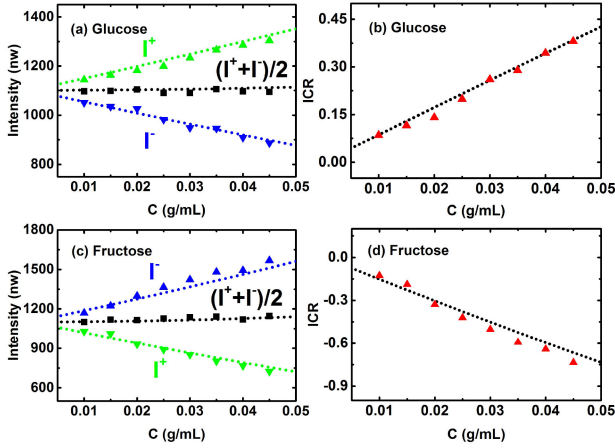 (a) Glucose
I⁺
(I⁺+I⁻)/2
I⁻
Intensity (nw)
1400
1200
1000
800
0.01 0.02 0.03 0.04 0.05
C (g/mL)
(b) Glucose
ICR
0.45
0.30
0.15
0.00
0.01 0.02 0.03 0.04 0.05
C (g/mL)
(c) Fructose
I⁻
(I⁺+I⁻)/2
I⁺
Intensity (nw)
1800
1500
1200
900
600
0.01 0.02 0.03 0.04 0.05
C (g/mL)
(d) Fructose
ICR
0.0
-0.3
-0.6
-0.9
0.01 0.02 0.03 0.04 0.05
C (g/mL)